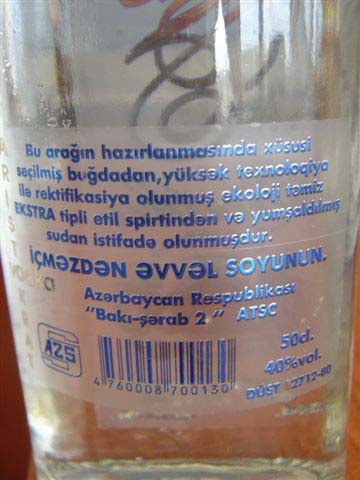 Bu arağın hazırlanmasında xüsusi
seçilmiş buğdadan,yüksək texnoloqiya
ilə rektifikasiya olunmuş ekoloji təmiz
EKSTRA tipli etil spirtindən və yumşaldılmış
sudan istifadə olunmuşdur.
İÇMƏZDƏN ƏVVƏL SOYUNUN.
vodka
Azərbaycan Respublikası
"Bakı-şərab 2" ATSC
AZS
50cl.
40%vol.
4 760008 700130
DÜST 12712-80